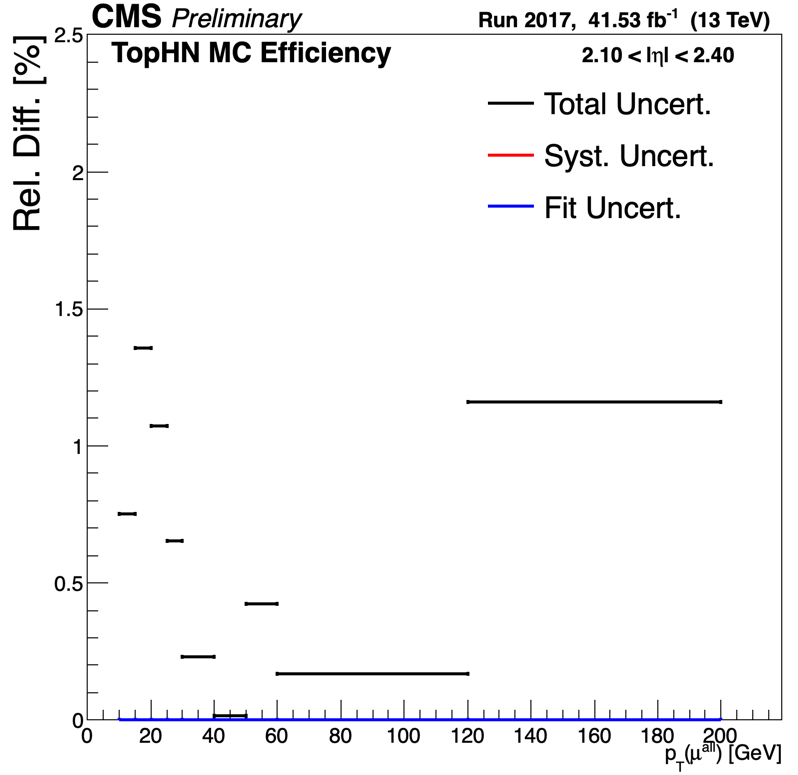 CMS Preliminary
Run 2017, 41.53 fb⁻¹ (13 TeV)
TopHN MC Efficiency
2.10 < |η| < 2.40
Total Uncert.
Syst. Uncert.
Fit Uncert.
Rel. Diff. [%]
2.5
2
1.5
1
0.5
0
0 20 40 60 80 100 120 140 160 180 200
p_T(μ^all) [GeV]